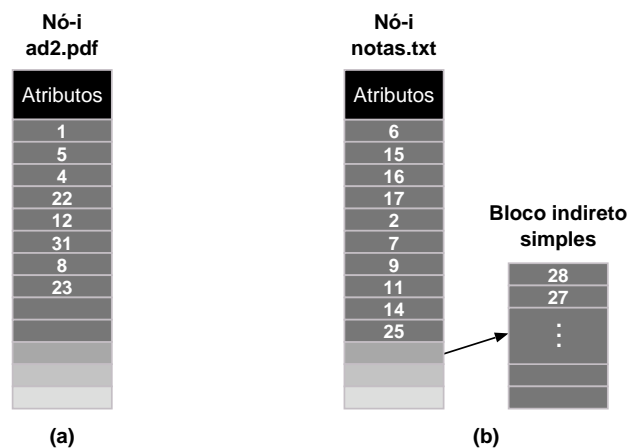 Nó-i
ad2.pdf
Atributos
1
5
4
22
12
31
8
23
(a)
Nó-i
notas.txt
Atributos
6
15
16
17
2
7
9
11
14
25
Bloco indireto
simples
28
27
(b)